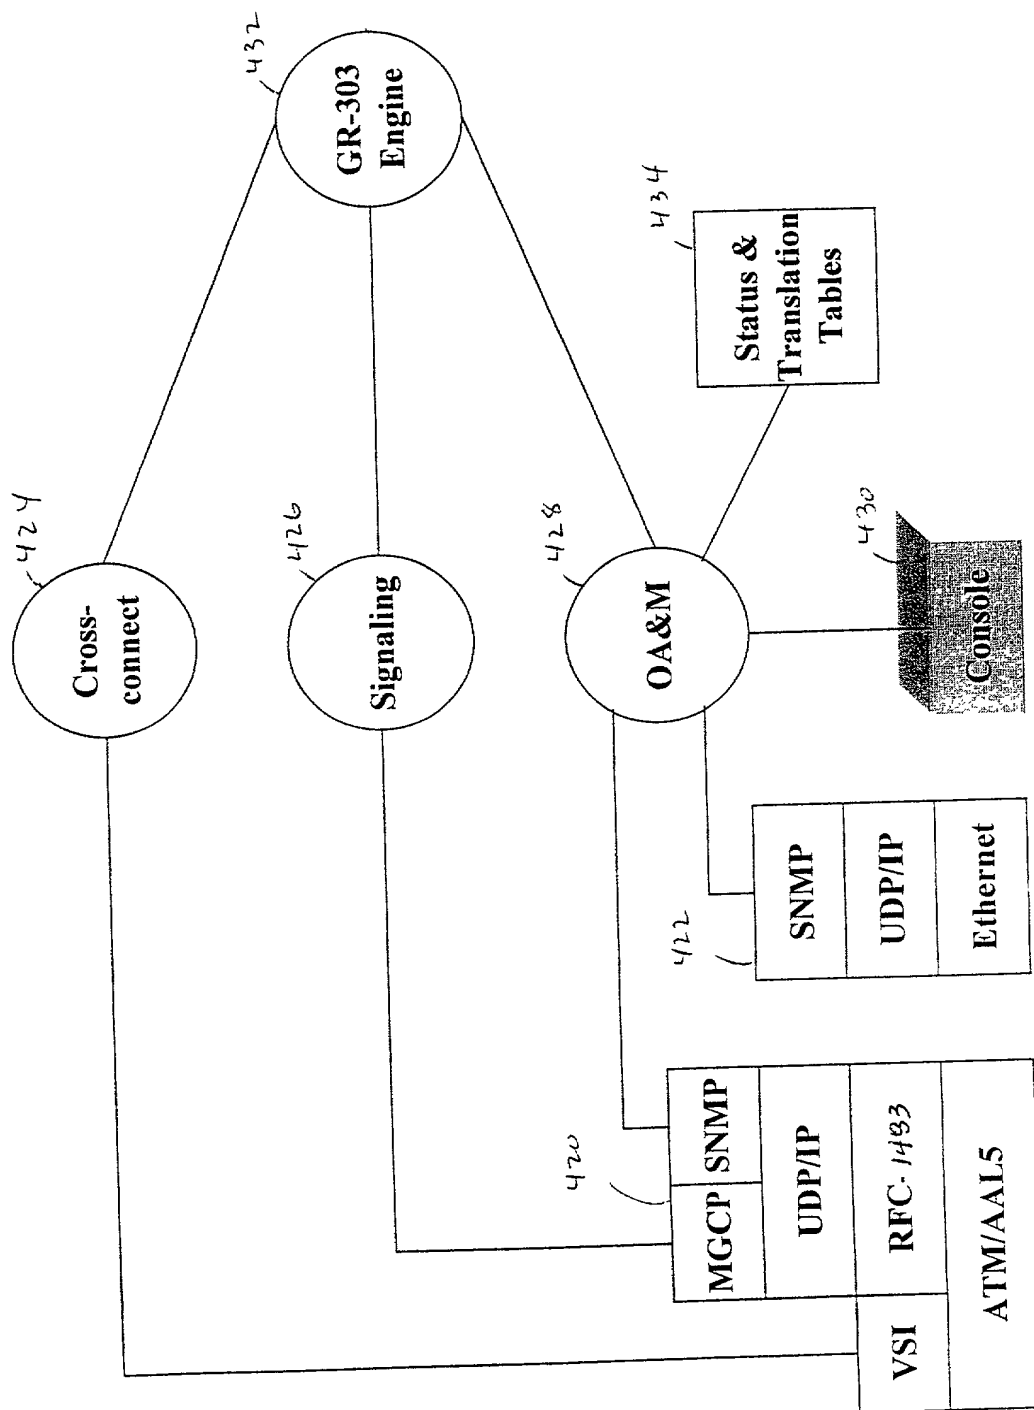 424
Cross-
connect
432
GR-303
Engine
426
Signaling
428
OA&M
434
Status &
Translation
Tables
430
Console
420
MGCP
SNMP
UDP/IP
VSI
RFC-1483
ATM/AAL5
422
SNMP
UDP/IP
Ethernet